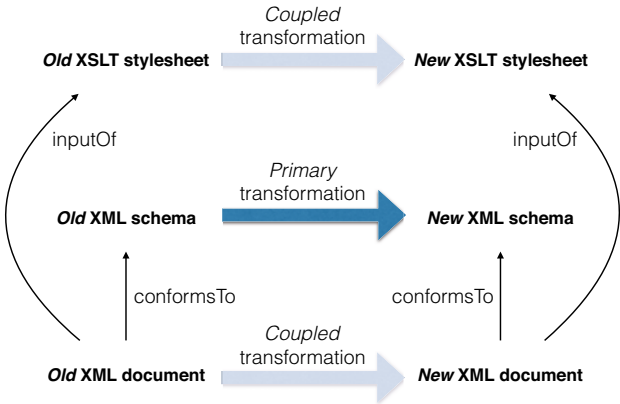 Coupled
transformation
Old XSLT stylesheet
New XSLT stylesheet
inputOf
inputOf
Primary
transformation
Old XML schema
New XML schema
conformsTo
conformsTo
Coupled
transformation
Old XML document
New XML document